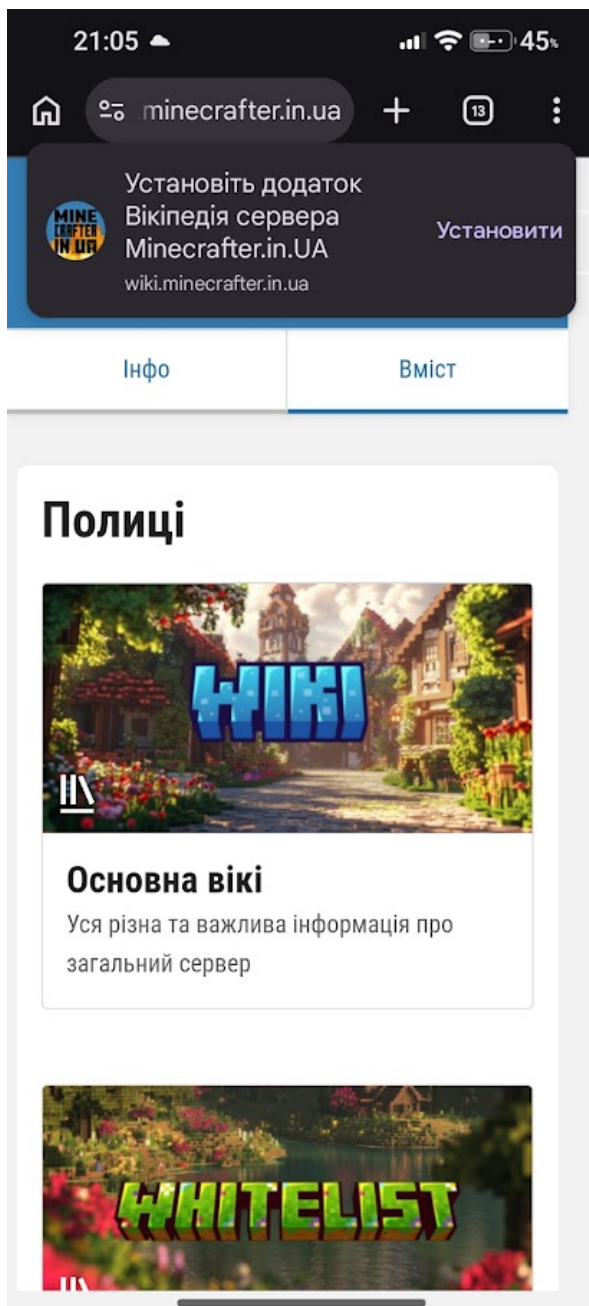 21:05
45%
minecrafter.in.ua
13
Установіть додаток
Вікіпедія сервера
Minecrafter.in.UA
wiki.minecrafter.in.ua
Установити
MINE
CRAFTER
IN UA
Інфо
Вміст
Полиці
WIKI
Основна вікі
Уся різна та важлива інформація про
загальний сервер
WHITELIST